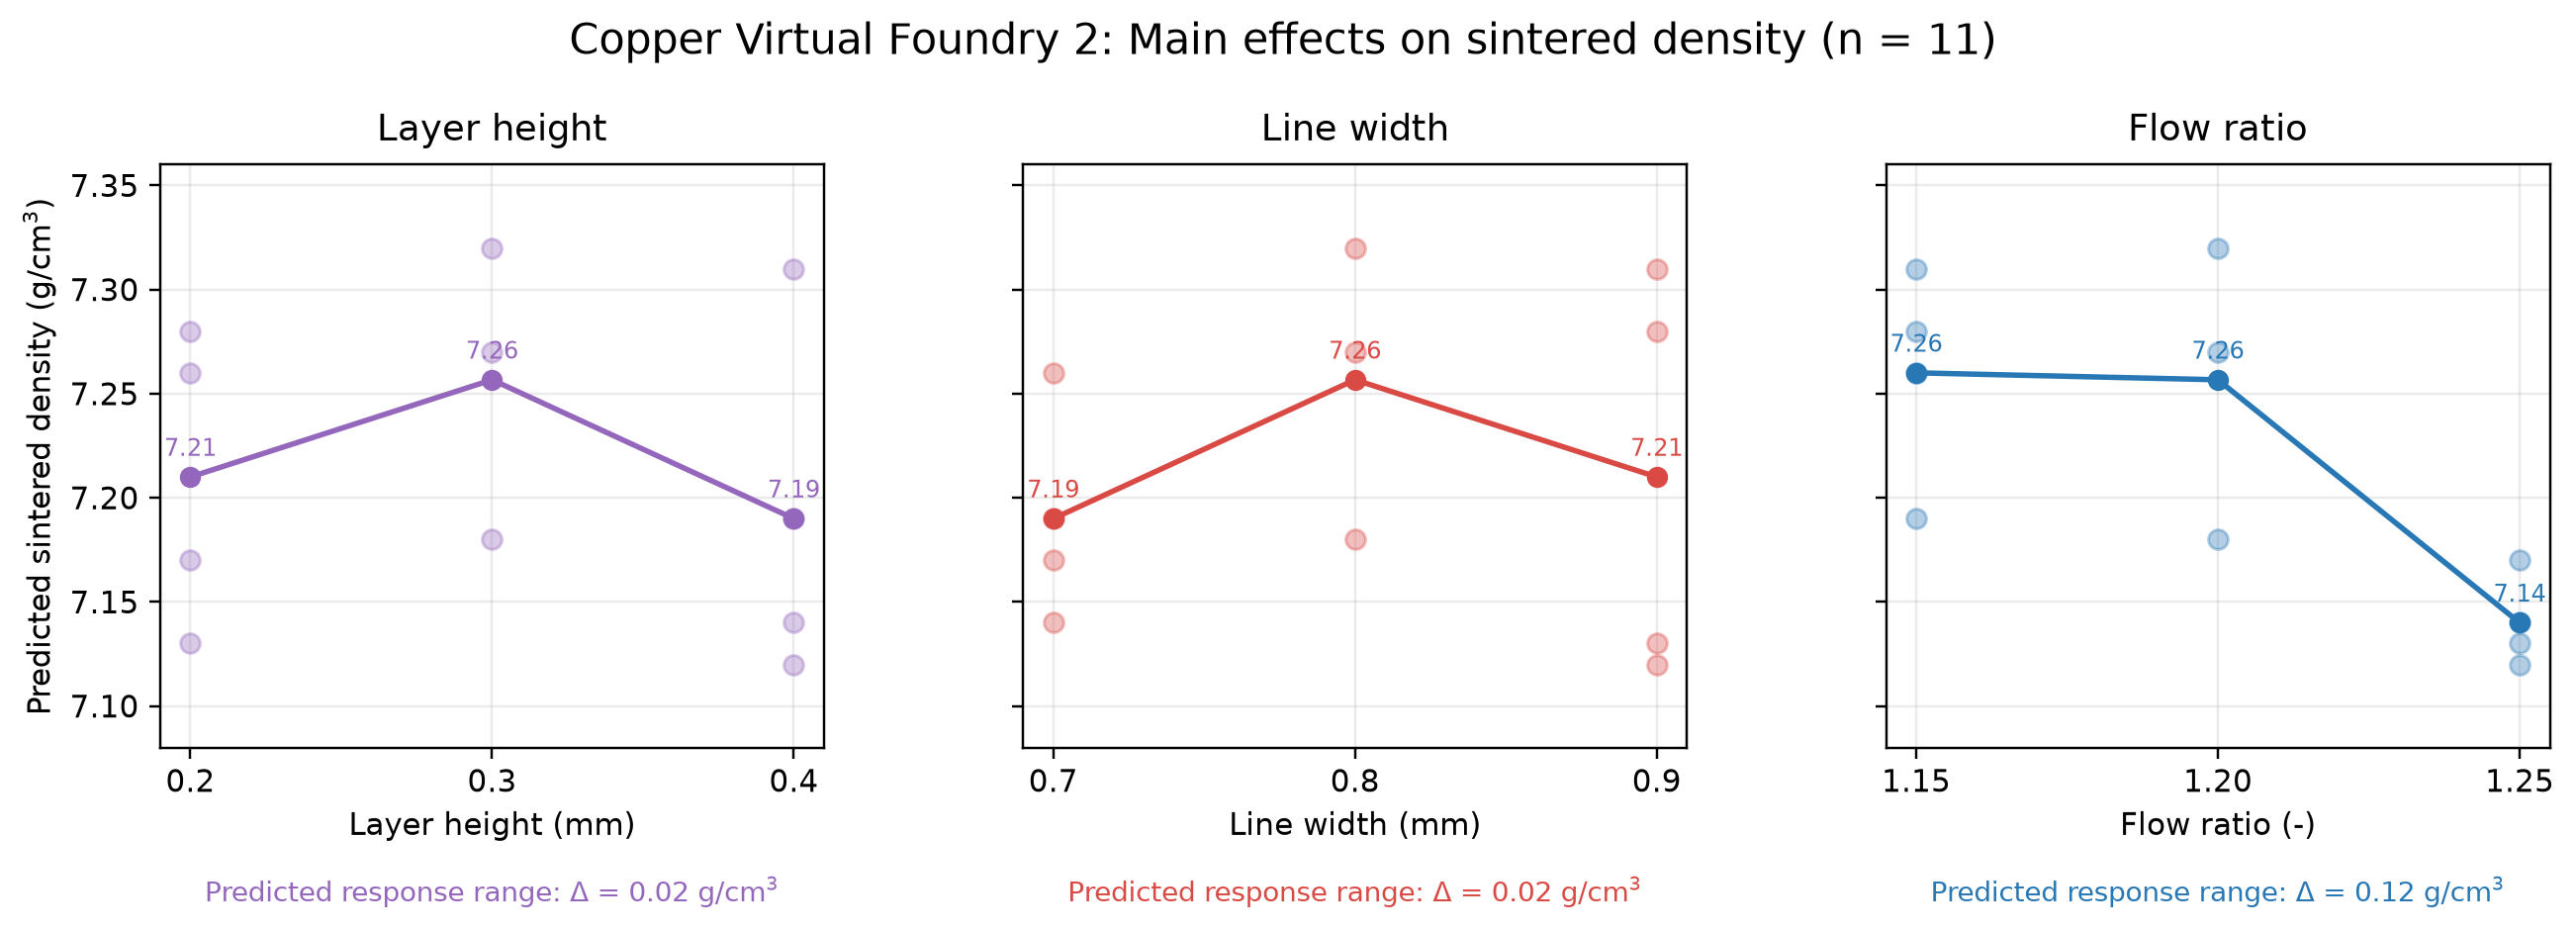 Copper Virtual Foundry 2: Main effects on sintered density (n = 11)
Layer height
Line width
Flow ratio
Predicted sintered density (g/cm³)
7.35
7.30
7.25
7.20
7.15
7.10
7.21
7.26
7.19
0.2
0.3
0.4
Layer height (mm)
Predicted response range: Δ = 0.02 g/cm³
7.19
7.26
7.21
0.7
0.8
0.9
Line width (mm)
Predicted response range: Δ = 0.02 g/cm³
7.26
7.26
7.14
1.15
1.20
1.25
Flow ratio (-)
Predicted response range: Δ = 0.12 g/cm³